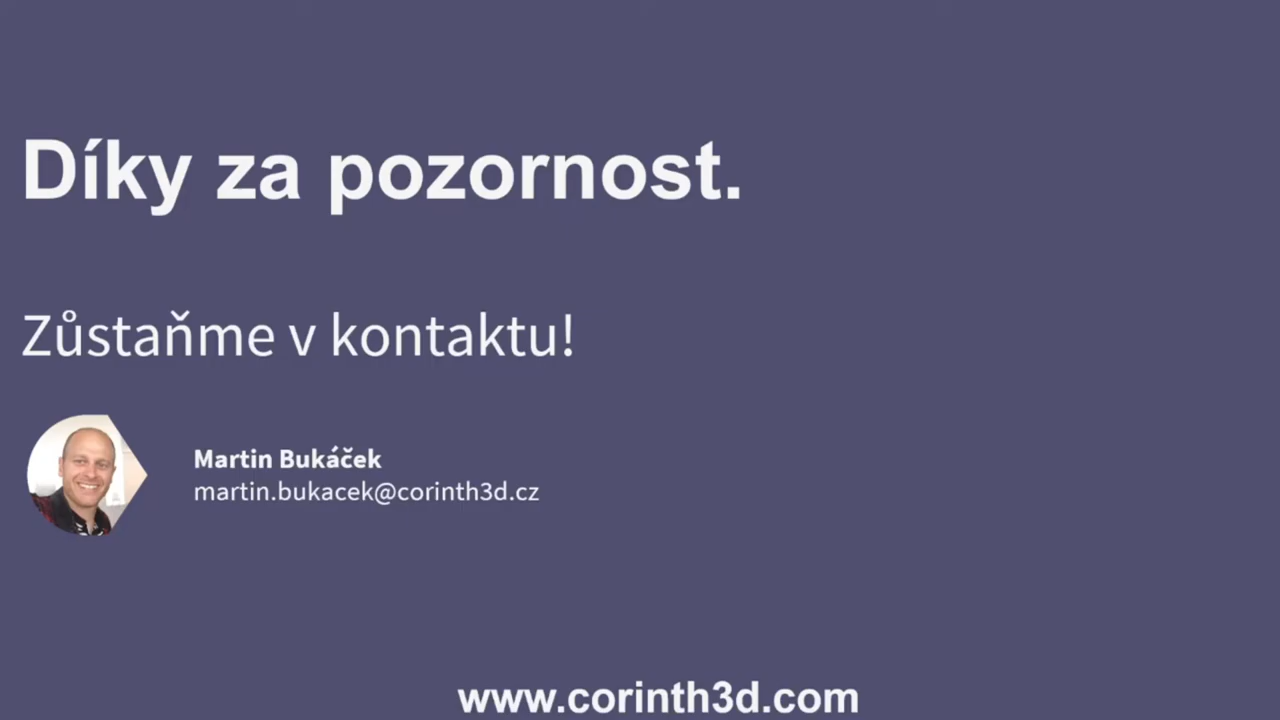 Díky za pozornost.
Zůstaňme v kontaktu!
Martin Bukáček
martin.bukacek@corinth3d.cz
www.corinth3d.com